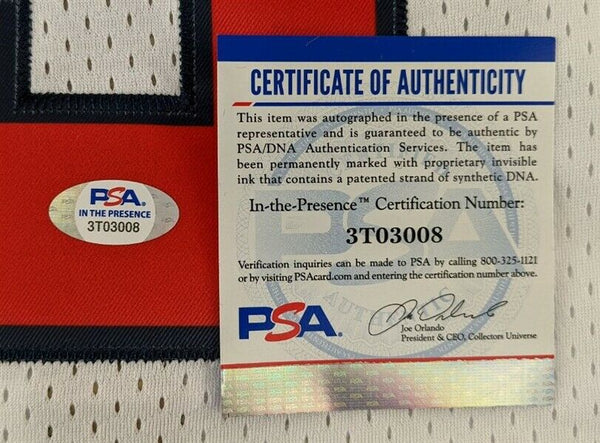 CERTIFICATE OF AUTHENTICITY
This item was autographed in the presence of a PSA
representative and is guaranteed to be authentic by
PSA/DNA Authentication Services. The item has
been permanently marked with proprietary invisible
ink that contains a patented strand of synthetic DNA.
In-the-Presence™ Certification Number:
3T03008
Verification inquiries can be made to PSA by calling 800-325-1121
or by visiting PSAcard.com and entering the certification number above.
PSA.
Joe Orlando
President & CEO, Collectors Universe
PSA
IN THE PRESENCE
3T03008